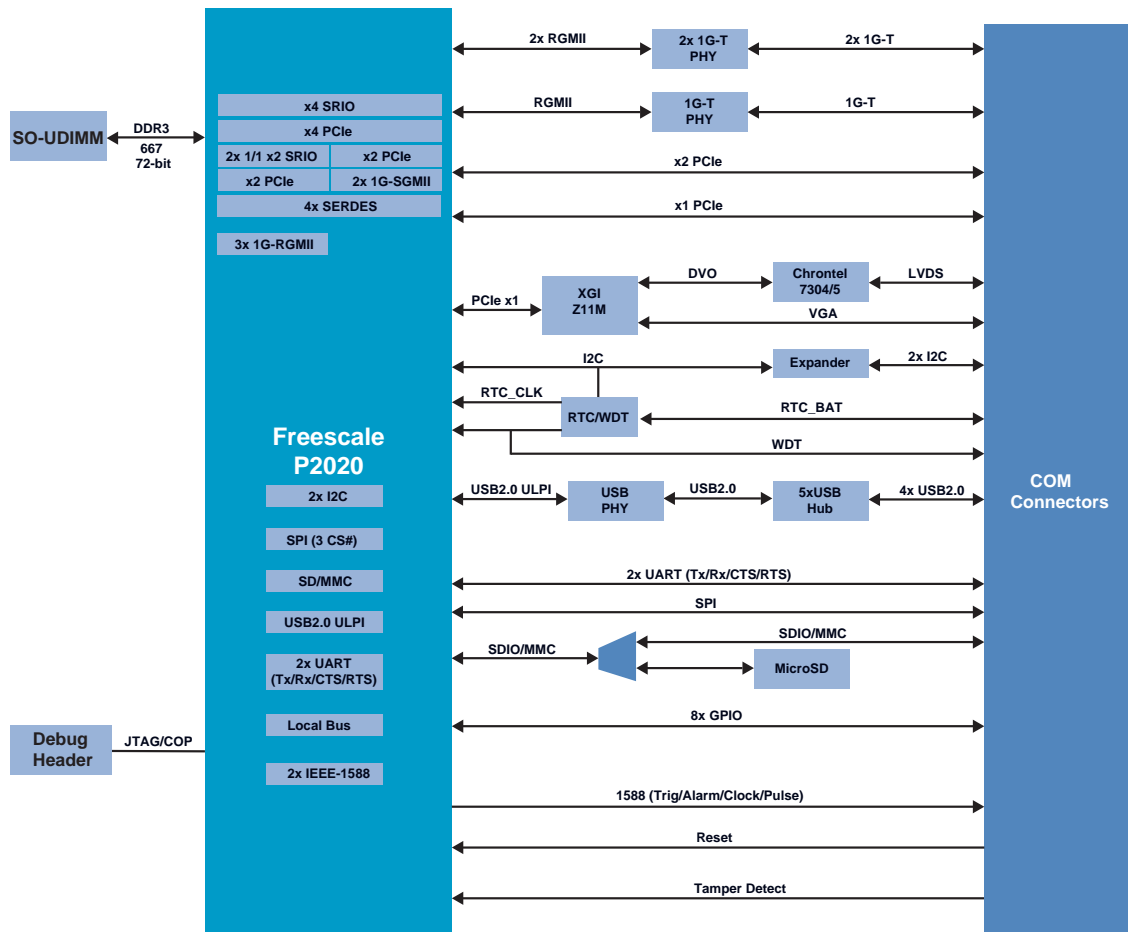 2x RGMII
2x 1G-T
PHY
2x 1G-T
RGMII
1G-T
PHY
1G-T
SO-UDIMM
DDR3
667
72-bit
x4 SRIO
x4 PCIe
2x 1/1 x2 SRIO
x2 PCIe
x2 PCIe
2x 1G-SGMII
4x SERDES
3x 1G-RGMII
x2 PCIe
x1 PCIe
PCIe x1
XGI
Z11M
DVO
Chrontel
7304/5
LVDS
VGA
I2C
Expander
2x I2C
RTC_CLK
RTC/WDT
RTC_BAT
WDT
Freescale
P2020
2x I2C
SPI (3 CS#)
SD/MMC
USB2.0 ULPI
2x UART
(Tx/Rx/CTS/RTS)
Local Bus
2x IEEE-1588
USB2.0 ULPI
USB
PHY
USB2.0
5xUSB
Hub
4x USB2.0
COM
Connectors
2x UART (Tx/Rx/CTS/RTS)
SPI
SDIO/MMC
SDIO/MMC
MicroSD
Debug
Header
JTAG/COP
8x GPIO
1588 (Trig/Alarm/Clock/Pulse)
Reset
Tamper Detect